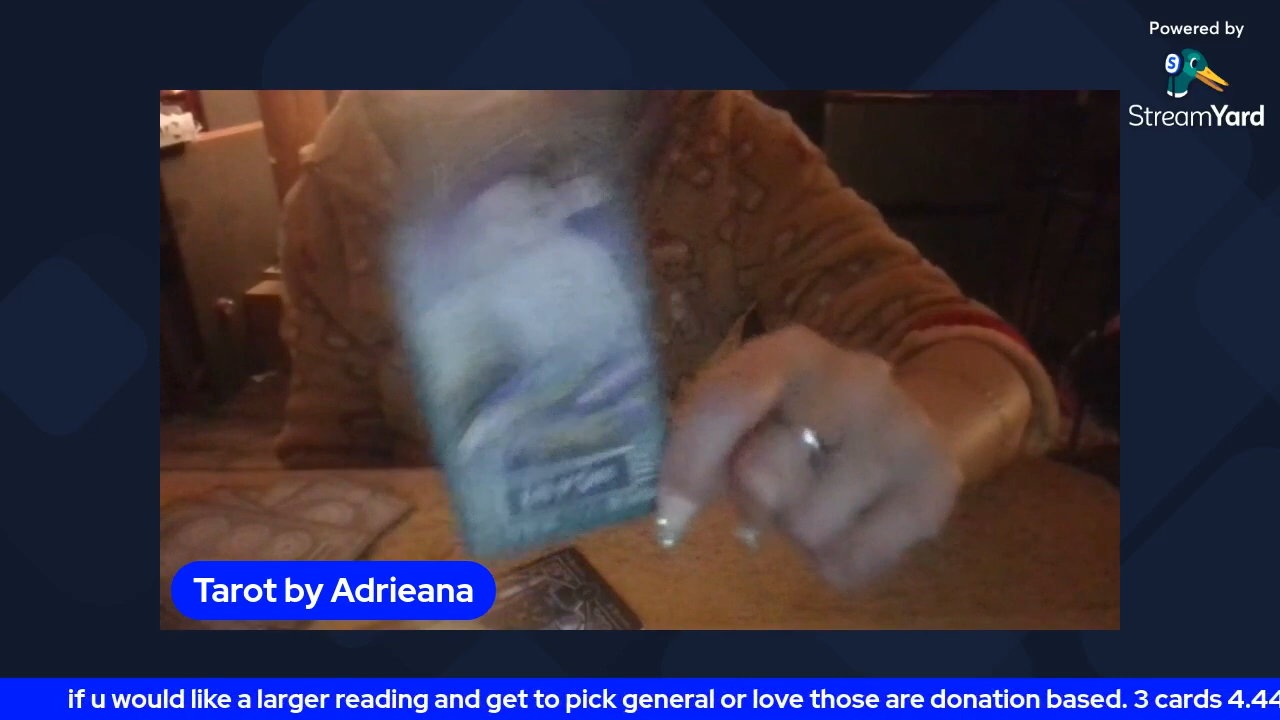 Powered by
S
StreamYard
Tarot by Adrieana
if u would like a larger reading and get to pick general or love those are donation based. 3 cards 4.44